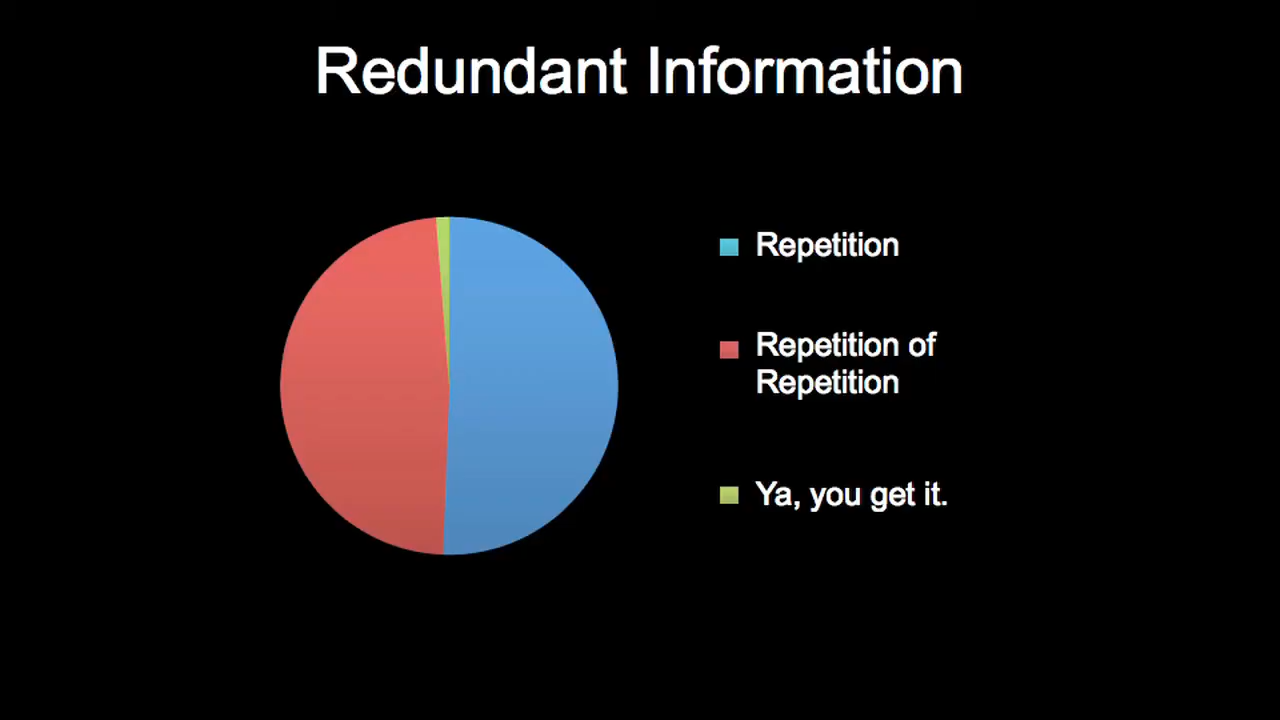 Redundant Information
Repetition
Repetition of
Repetition
Ya, you get it.